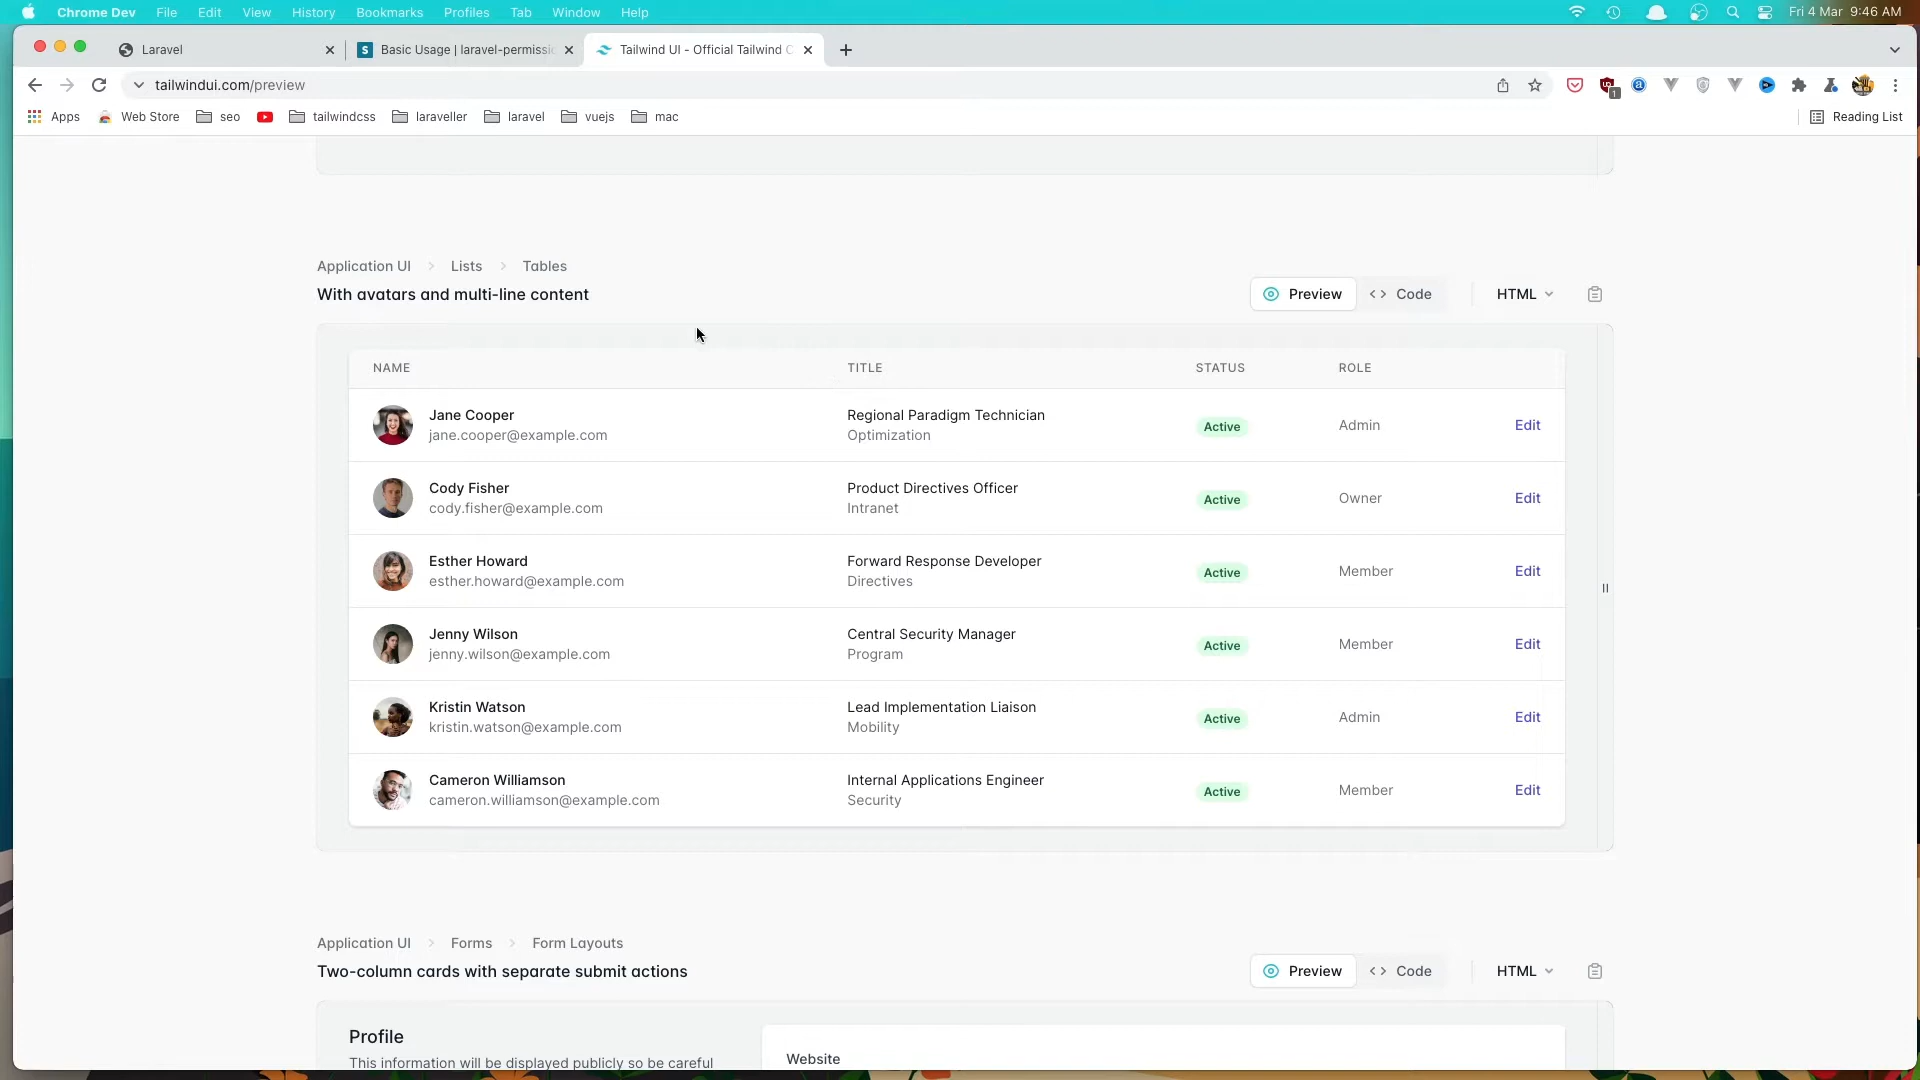 Chrome Dev File Edit View History Bookmarks Profiles Tab Window Help Fri 4 Mar 9:46 AM
Laravel Basic Usage | laravel-permissi Tailwind UI - Official Tailwind C
tailwindui.com/preview 1
Apps Web Store seo tailwindcss laraveller laravel vuejs mac Reading List
Application UI > Lists > Tables
With avatars and multi-line content Preview <> Code HTML
NAME TITLE STATUS ROLE
Jane Cooper Regional Paradigm Technician
jane.cooper@example.com Optimization Active Admin Edit
Cody Fisher Product Directives Officer
cody.fisher@example.com Intranet Active Owner Edit
Esther Howard Forward Response Developer
esther.howard@example.com Directives Active Member Edit
Jenny Wilson Central Security Manager
jenny.wilson@example.com Program Active Member Edit
Kristin Watson Lead Implementation Liaison
kristin.watson@example.com Mobility Active Admin Edit
Cameron Williamson Internal Applications Engineer
cameron.williamson@example.com Security Active Member Edit
Application UI > Forms > Form Layouts
Two-column cards with separate submit actions Preview <> Code HTML
Profile
This information will be displayed publicly so be careful
Website